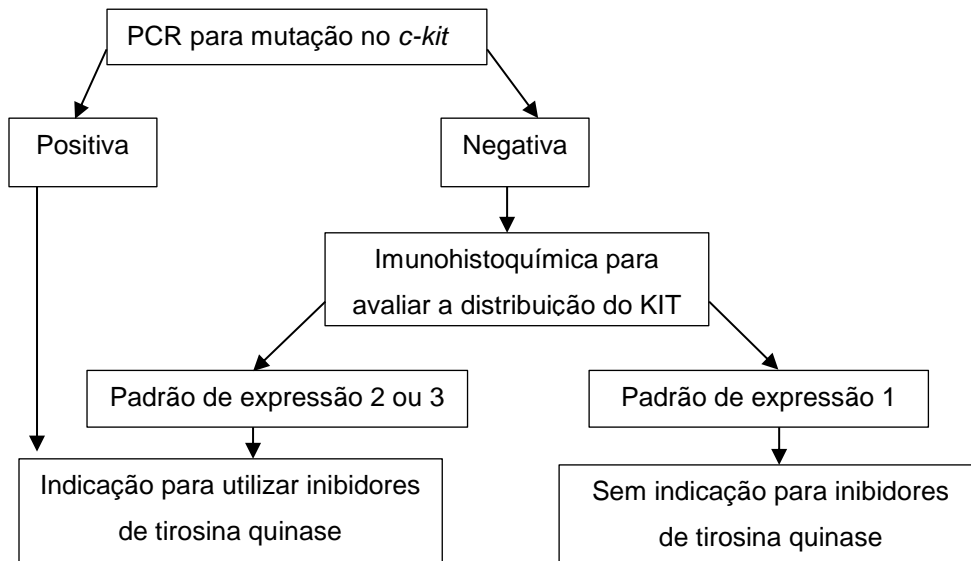 PCR para mutação no c-kit
Positiva
Negativa
Imunohistoquímica para
avaliar a distribuição do KIT
Padrão de expressão 2 ou 3
Padrão de expressão 1
Indicação para utilizar inibidores
de tirosina quinase
Sem indicação para inibidores
de tirosina quinase